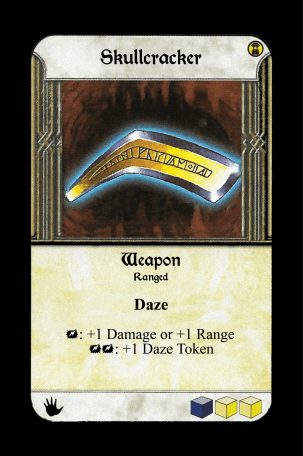 Skullcracker
Weapon
Ranged
Daze
: +1 Damage or +1 Range
: +1 Daze Token